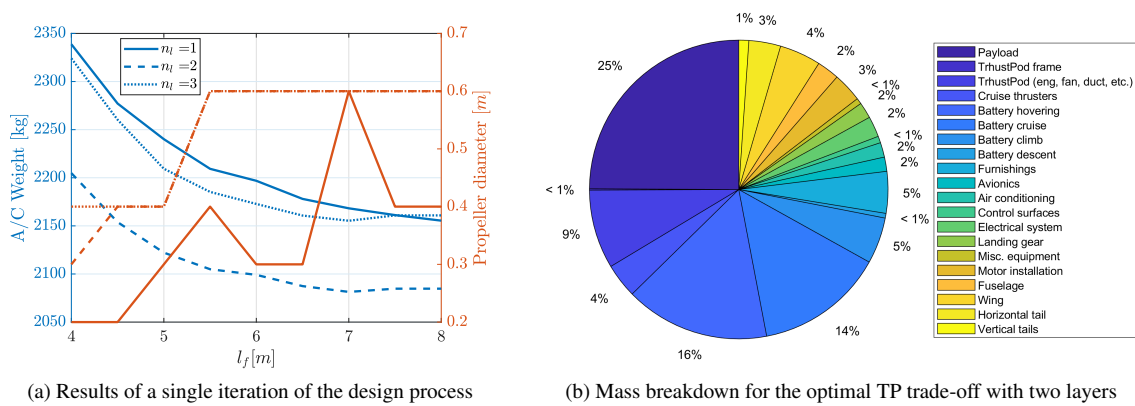 2350
2300
2250
2200
2150
2100
2050
A/C Weight [kg]
n_l =1
n_l =2
n_l =3
0.7
0.6
0.5
0.4
0.3
0.2
Propeller diameter [m]
4 5 6 7 8
l_f[m]
(a) Results of a single iteration of the design process
1%
3%
4%
2%
3%
< 1%
2%
2%
< 1%
2%
2%
5%
< 1%
5%
14%
16%
4%
9%
< 1%
25%
Payload
TrhustPod frame
TrhustPod (eng, fan, duct, etc.)
Cruise thrusters
Battery hovering
Battery cruise
Battery climb
Battery descent
Furnishings
Avionics
Air conditioning
Control surfaces
Electrical system
Landing gear
Misc. equipment
Motor installation
Fuselage
Wing
Horizontal tail
Vertical tails
(b) Mass breakdown for the optimal TP trade-off with two layers